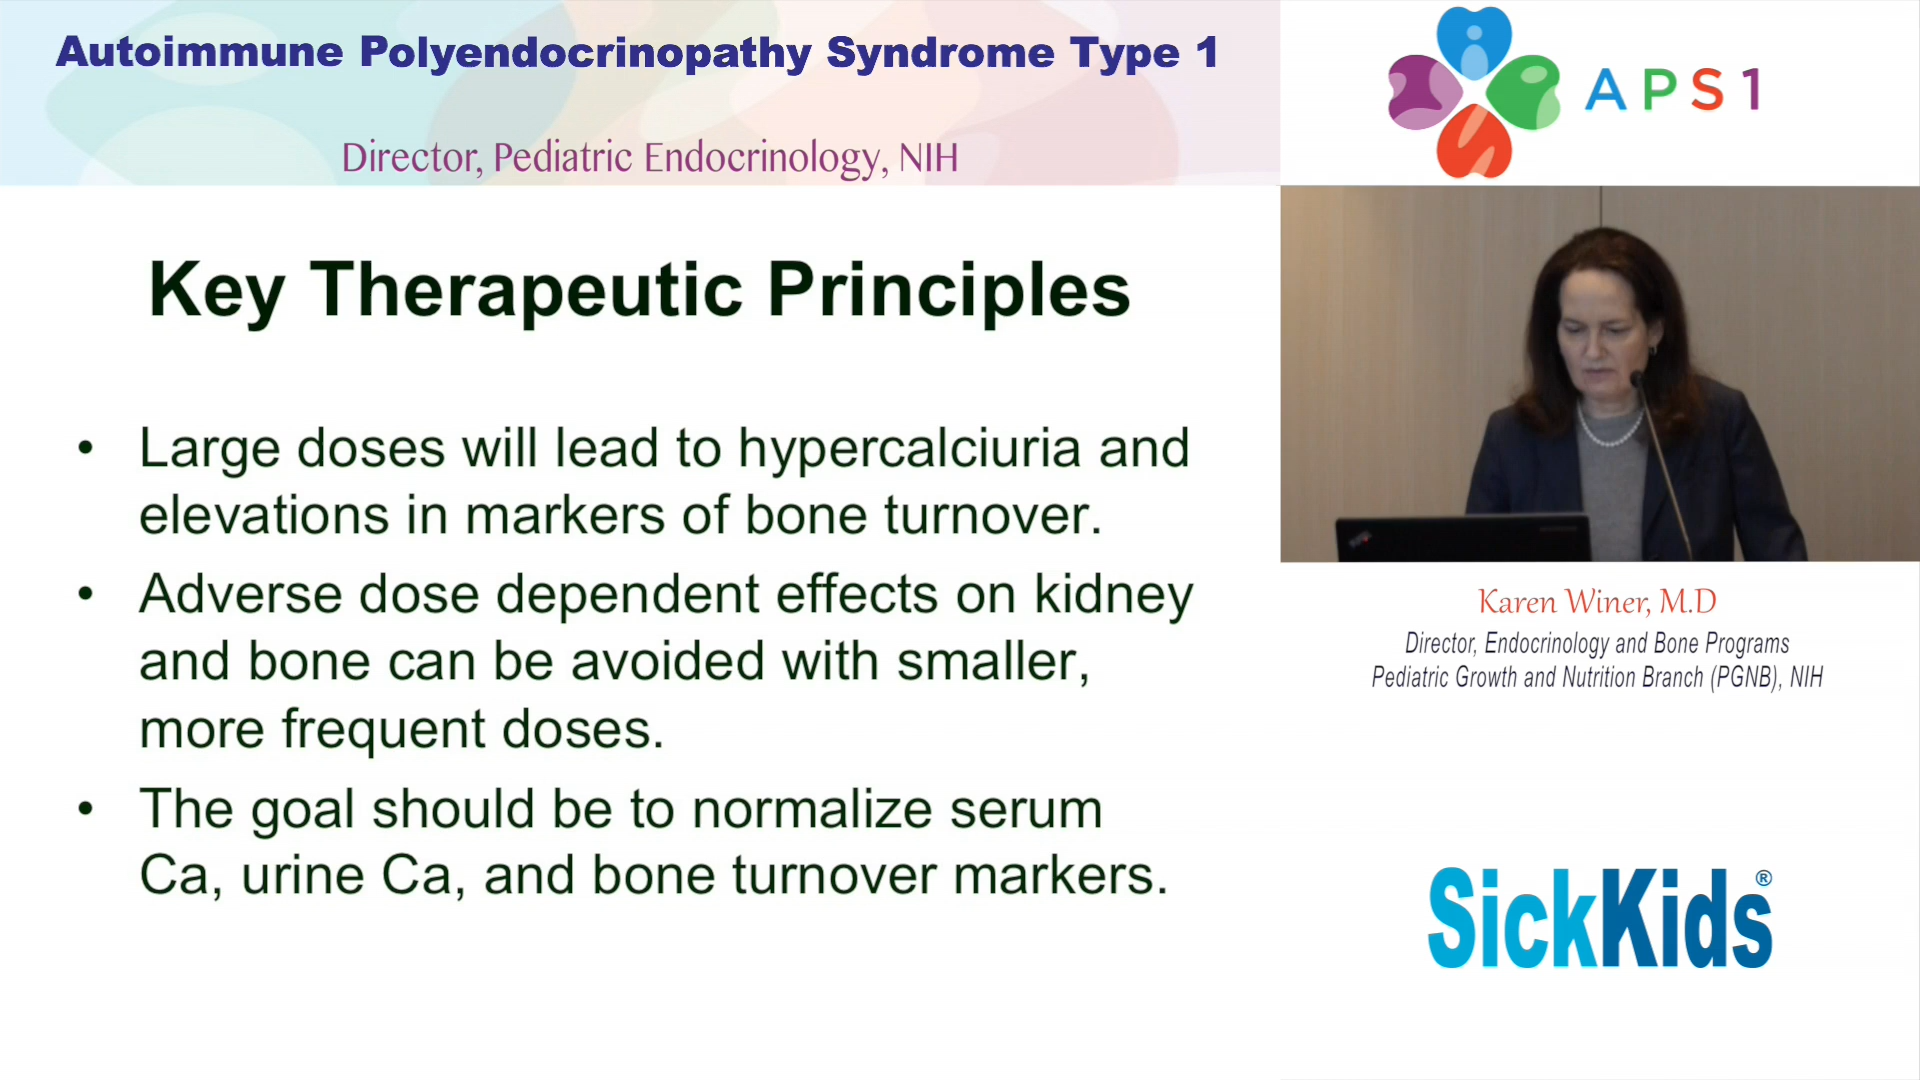 Autoimmune Polyendocrinopathy Syndrome Type 1
Director, Pediatric Endocrinology, NIH
APS1
Key Therapeutic Principles
• Large doses will lead to hypercalciuria and
elevations in markers of bone turnover.
• Adverse dose dependent effects on kidney
and bone can be avoided with smaller,
more frequent doses.
• The goal should be to normalize serum
Ca, urine Ca, and bone turnover markers.
Karen Winer, M.D
Director, Endocrinology and Bone Programs
Pediatric Growth and Nutrition Branch (PGNB), NIH
SickKids®